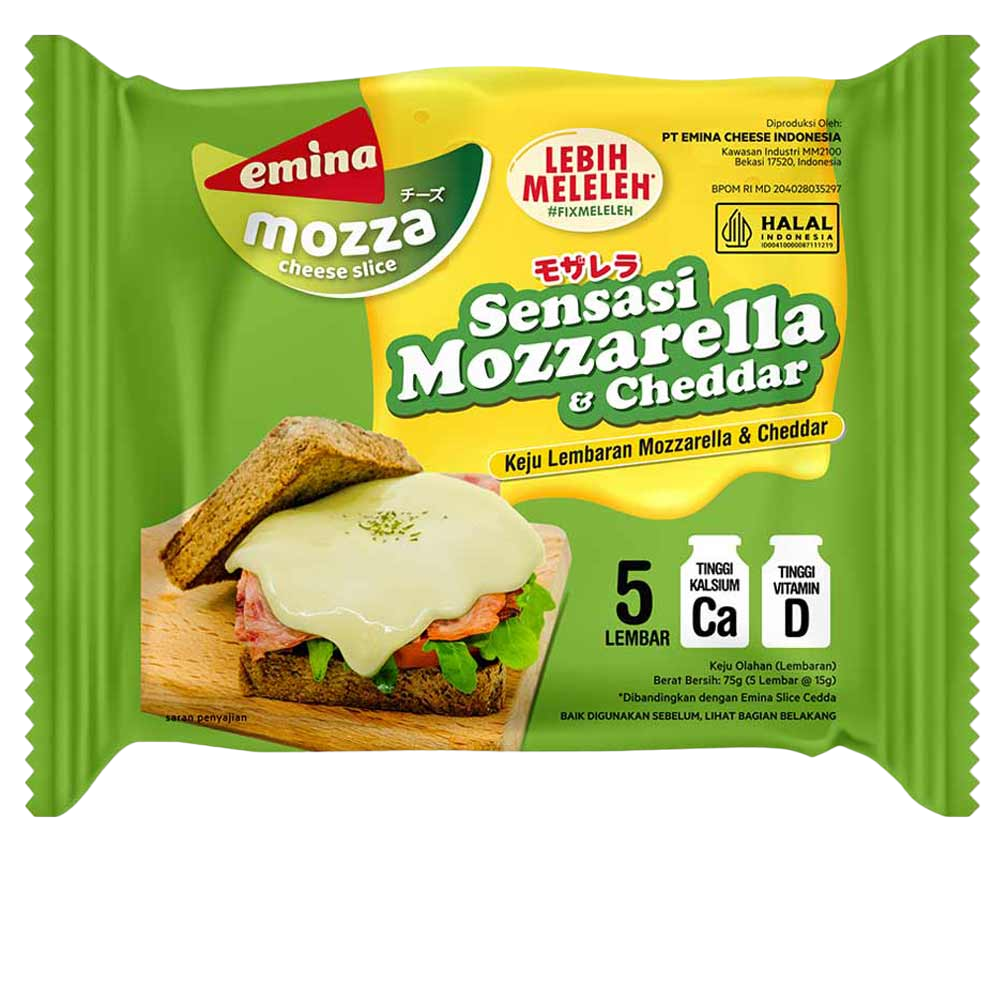 emina
チーズ
mozza
cheese slice
LEBIH
MELELEH*
#FIXMELELEH
Diproduksi Oleh:
PT EMINA CHEESE INDONESIA
Kawasan Industri MM2100
Bekasi 17520, Indonesia
BPOM RI MD 204028035297
HALAL
INDONESIA
ID00410000087111219
モザレラ
Sensasi
Mozzarella
& Cheddar
Keju Lembaran Mozzarella & Cheddar
5
LEMBAR
TINGGI
KALSIUM
Ca
TINGGI
VITAMIN
D
Keju Olahan (Lembaran)
Berat Bersih: 75g (5 Lembar @ 15g)
*Dibandingkan dengan Emina Slice Cedda
BAIK DIGUNAKAN SEBELUM, LIHAT BAGIAN BELAKANG
saran penyajian